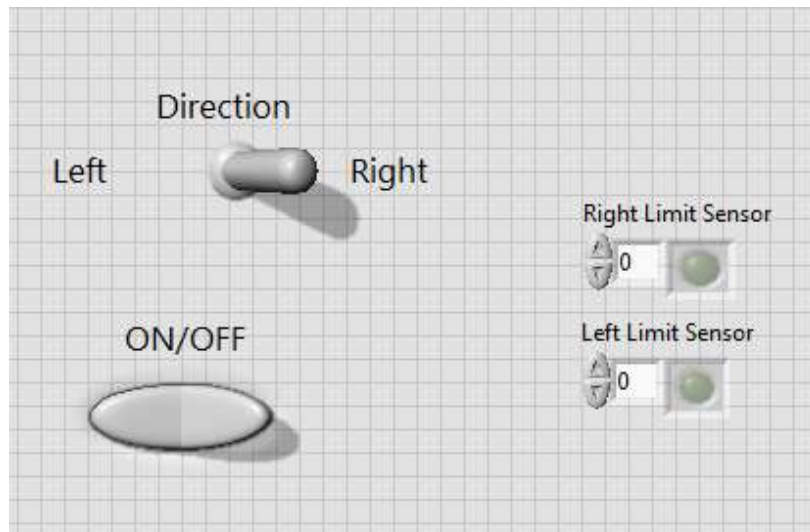 Direction
Left Right
Right Limit Sensor
0
ON/OFF
Left Limit Sensor
0